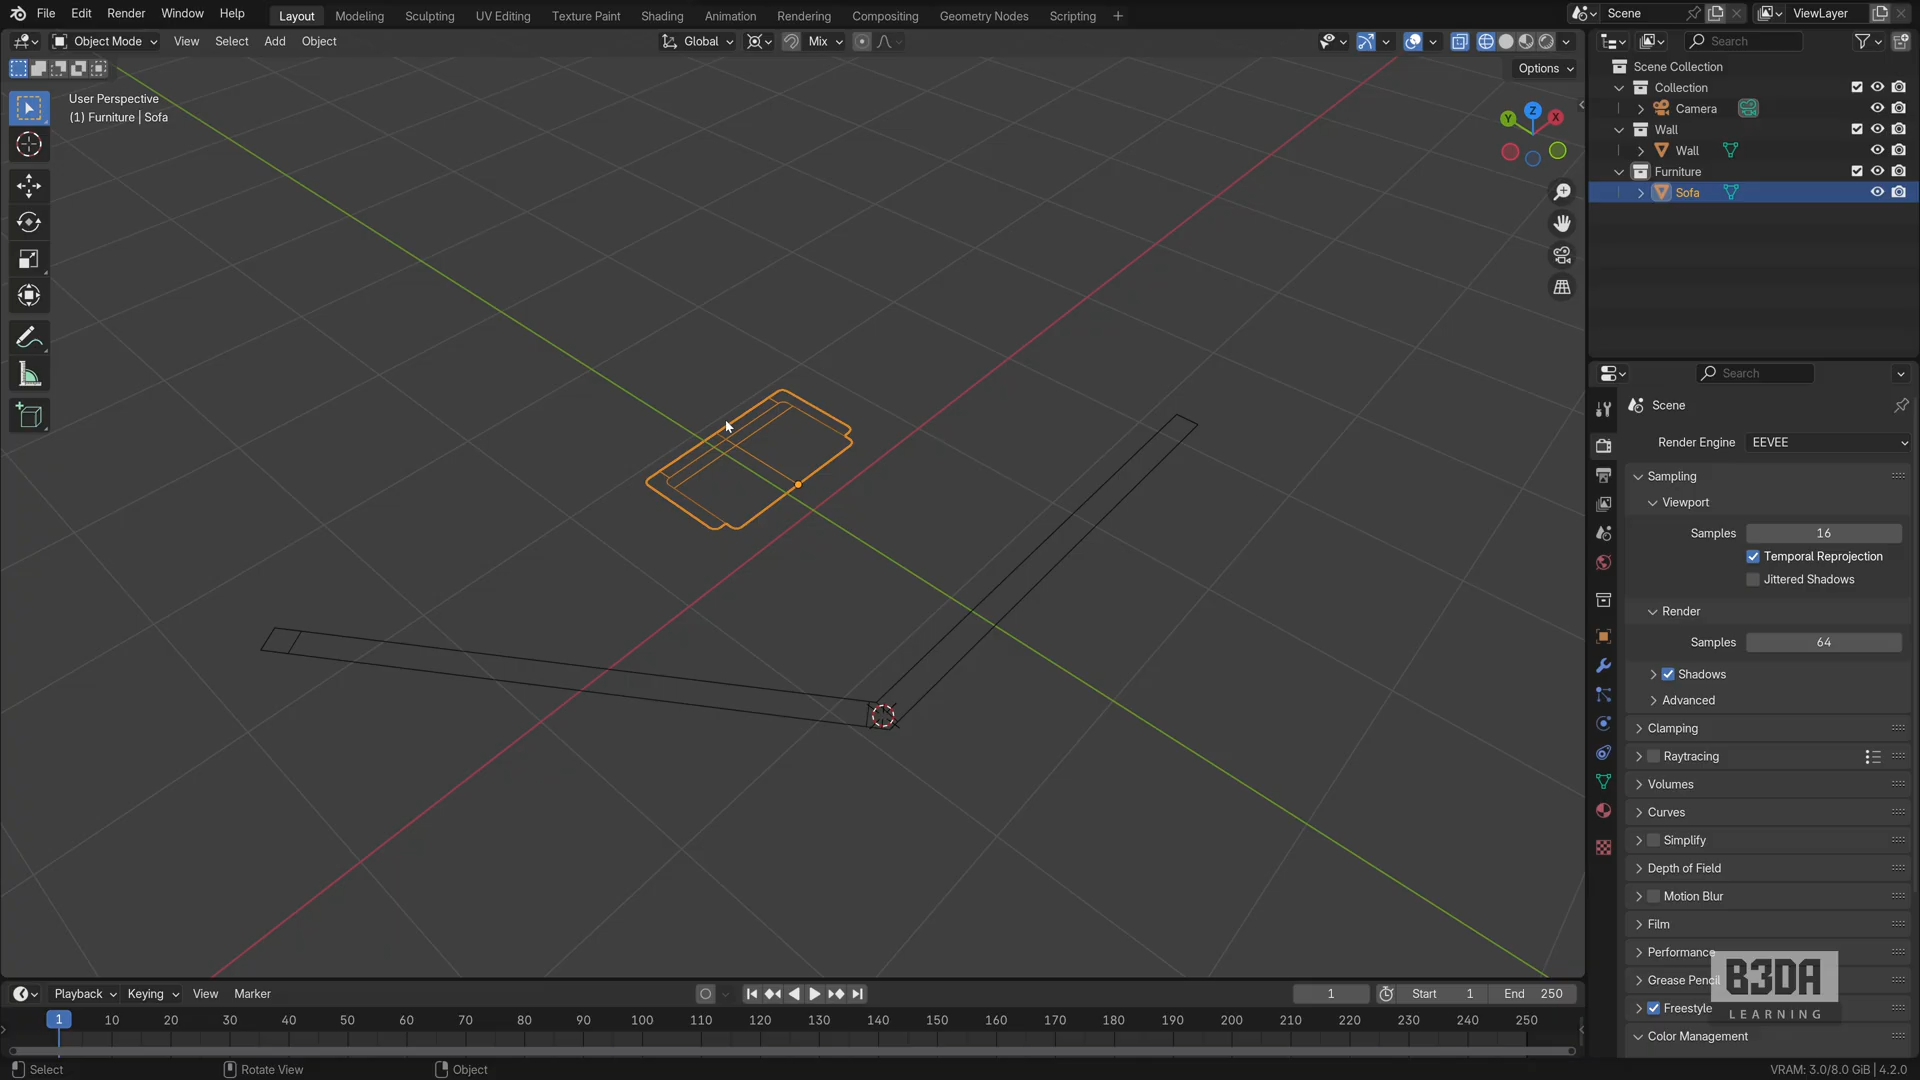 File Edit Render Window Help Layout Modeling Sculpting UV Editing Texture Paint Shading Animation Rendering Compositing Geometry Nodes Scripting + Scene ViewLayer
Object Mode View Select Add Object Global Mix Search
Options
User Perspective
(1) Furniture | Sofa
Z
Y
X
Scene Collection
Collection
Camera
Wall
Wall
Furniture
Sofa
Search
Scene
Render Engine EEVEE
Sampling
Viewport
Samples 16
Temporal Reprojection
Jittered Shadows
Render
Samples 64
Shadows
Advanced
Clamping
Raytracing
Volumes
Curves
Simplify
Depth of Field
Motion Blur
Film
Performance
Grease Pencil
Freestyle
Color Management
B3DA
LEARNING
Playback Keying View Marker 1 Start 1 End 250
1 10 20 30 40 50 60 70 80 90 100 110 120 130 140 150 160 170 180 190 200 210 220 230 240 250
Select Rotate View Object VRAM: 3.0/8.0 GiB | 4.2.0